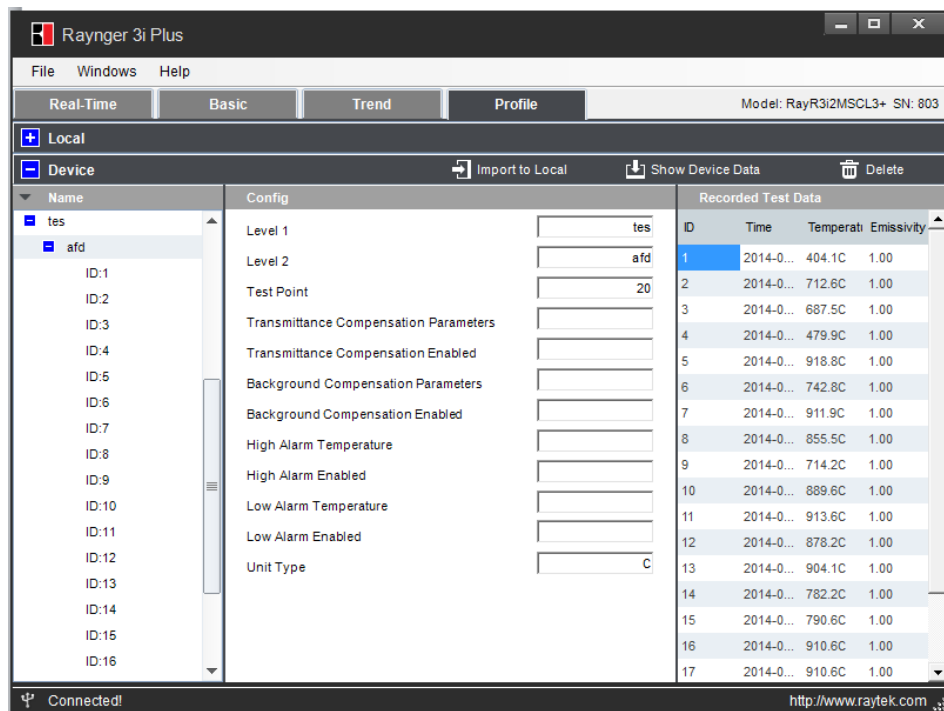 Raynger 3i Plus
File Windows Help
Real-Time Basic Trend Profile Model: RayR3i2MSCL3+ SN: 803
Local
Device Import to Local Show Device Data Delete
Name Config Recorded Test Data
tes
afd
ID:1
ID:2
ID:3
ID:4
ID:5
ID:6
ID:7
ID:8
ID:9
ID:10
ID:11
ID:12
ID:13
ID:14
ID:15
ID:16
Level 1 tes
Level 2 afd
Test Point 20
Transmittance Compensation Parameters
Transmittance Compensation Enabled
Background Compensation Parameters
Background Compensation Enabled
High Alarm Temperature
High Alarm Enabled
Low Alarm Temperature
Low Alarm Enabled
Unit Type C
ID Time Temperati Emissivity
1 2014-0... 404.1C 1.00
2 2014-0... 712.6C 1.00
3 2014-0... 687.5C 1.00
4 2014-0... 479.9C 1.00
5 2014-0... 918.8C 1.00
6 2014-0... 742.8C 1.00
7 2014-0... 911.9C 1.00
8 2014-0... 855.5C 1.00
9 2014-0... 714.2C 1.00
10 2014-0... 889.6C 1.00
11 2014-0... 913.6C 1.00
12 2014-0... 878.2C 1.00
13 2014-0... 904.1C 1.00
14 2014-0... 782.2C 1.00
15 2014-0... 790.6C 1.00
16 2014-0... 910.6C 1.00
17 2014-0... 910.6C 1.00
Connected! http://www.raytek.com